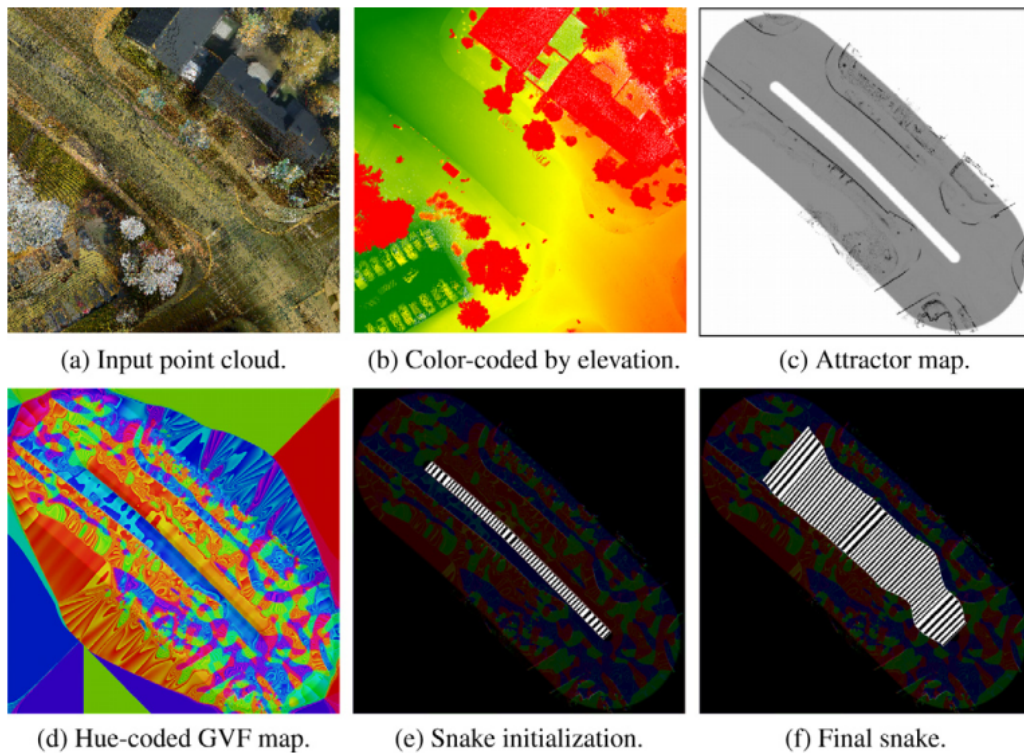 (a) Input point cloud.
(b) Color-coded by elevation.
(c) Attractor map.
(d) Hue-coded GVF map.
(e) Snake initialization.
(f) Final snake.